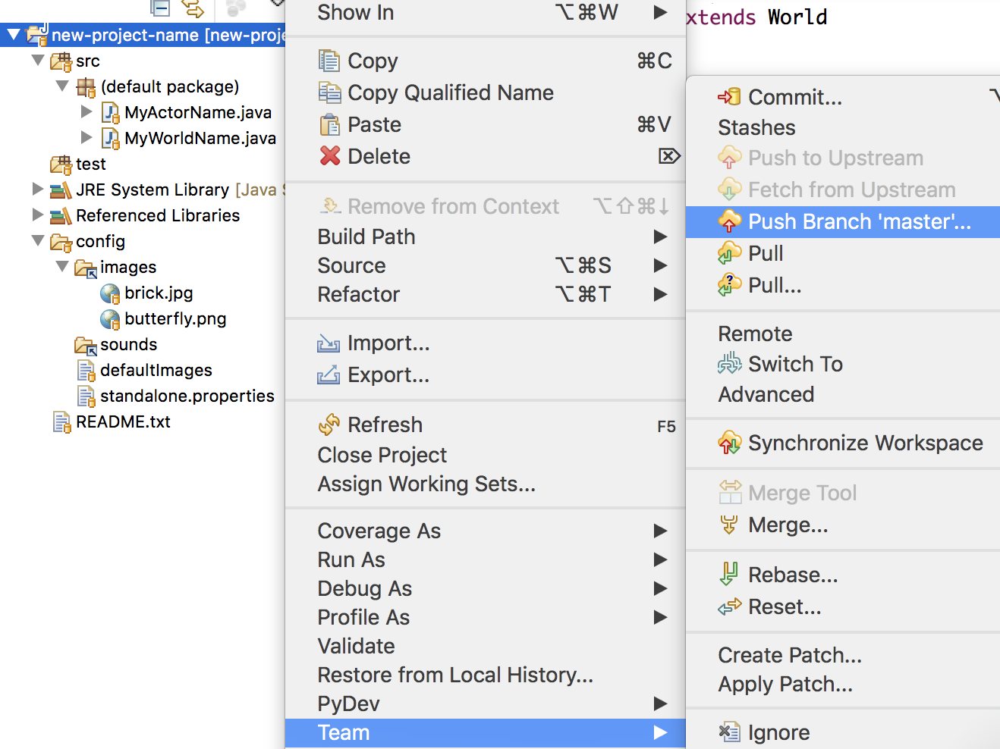 new-project-name [new-proje
src
(default package)
MyActorName.java
MyWorldName.java
test
JRE System Library [Java S
Referenced Libraries
config
images
brick.jpg
butterfly.png
sounds
defaultImages
standalone.properties
README.txt
Show In ⌥⌘W ▶
Copy ⌘C
Copy Qualified Name
Paste ⌘V
Delete ⌦
Remove from Context ⌥⇧⌘↓
Build Path ▶
Source ⌥⌘S ▶
Refactor ⌥⌘T ▶
Import...
Export...
Refresh F5
Close Project
Assign Working Sets...
Coverage As ▶
Run As ▶
Debug As ▶
Profile As ▶
Validate
Restore from Local History...
PyDev ▶
Team ▶
xtends World
Commit... ⌥
Stashes
Push to Upstream
Fetch from Upstream
Push Branch 'master'...
Pull
Pull...
Remote
Switch To
Advanced
Synchronize Workspace
Merge Tool
Merge...
Rebase...
Reset...
Create Patch...
Apply Patch...
Ignore